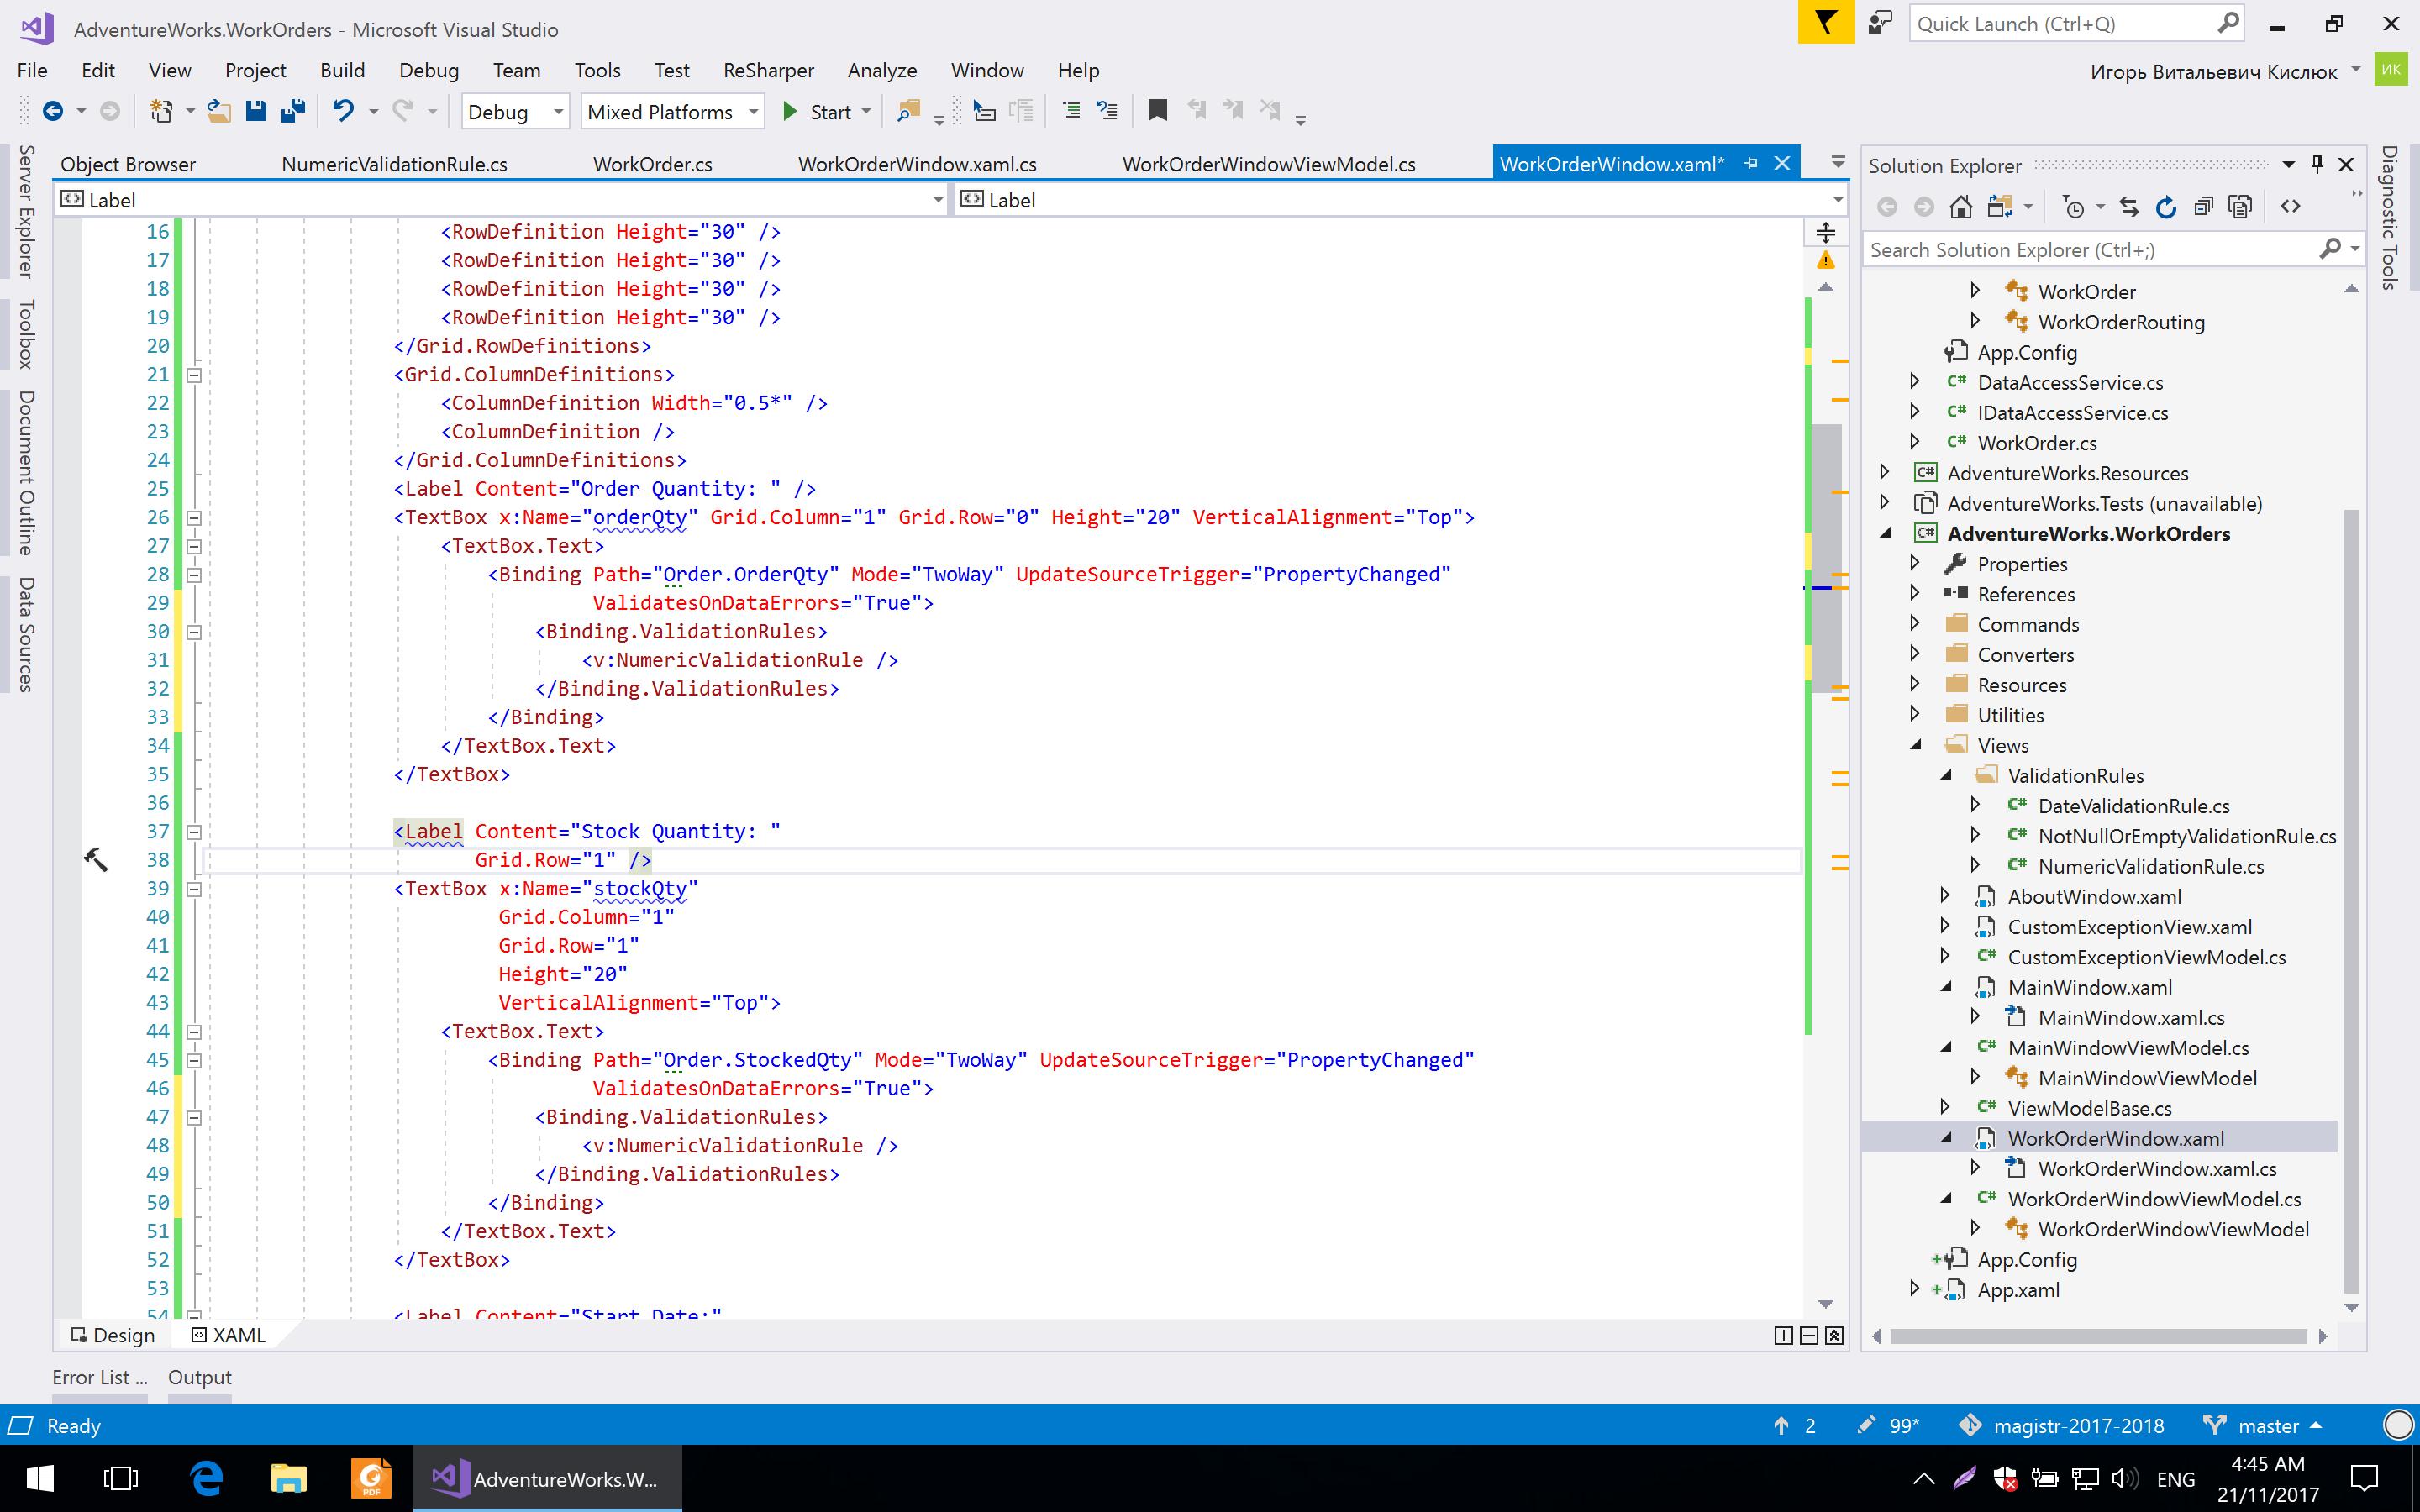 AdventureWorks.WorkOrders - Microsoft Visual Studio
Quick Launch (Ctrl+Q)
File Edit View Project Build Debug Team Tools Test ReSharper Analyze Window Help
Игорь Витальевич Кислюк
ИК
Debug
Mixed Platforms
Start
Server Explorer
Toolbox
Document Outline
Data Sources
Object Browser
NumericValidationRule.cs
WorkOrder.cs
WorkOrderWindow.xaml.cs
WorkOrderWindowViewModel.cs
WorkOrderWindow.xaml*
Label
Label
16 <RowDefinition Height="30" />
17 <RowDefinition Height="30" />
18 <RowDefinition Height="30" />
19 <RowDefinition Height="30" />
20 </Grid.RowDefinitions>
21 <Grid.ColumnDefinitions>
22 <ColumnDefinition Width="0.5*" />
23 <ColumnDefinition />
24 </Grid.ColumnDefinitions>
25 <Label Content="Order Quantity: " />
26 <TextBox x:Name="orderQty" Grid.Column="1" Grid.Row="0" Height="20" VerticalAlignment="Top">
27 <TextBox.Text>
28 <Binding Path="Order.OrderQty" Mode="TwoWay" UpdateSourceTrigger="PropertyChanged"
29 ValidatesOnDataErrors="True">
30 <Binding.ValidationRules>
31 <v:NumericValidationRule />
32 </Binding.ValidationRules>
33 </Binding>
34 </TextBox.Text>
35 </TextBox>
36
37 <Label Content="Stock Quantity: "
38 Grid.Row="1" />
39 <TextBox x:Name="stockQty"
40 Grid.Column="1"
41 Grid.Row="1"
42 Height="20"
43 VerticalAlignment="Top">
44 <TextBox.Text>
45 <Binding Path="Order.StockedQty" Mode="TwoWay" UpdateSourceTrigger="PropertyChanged"
46 ValidatesOnDataErrors="True">
47 <Binding.ValidationRules>
48 <v:NumericValidationRule />
49 </Binding.ValidationRules>
50 </Binding>
51 </TextBox.Text>
52 </TextBox>
53
54 <Label Content="Start Date:"
Design
XAML
Error List ...
Output
Solution Explorer
Search Solution Explorer (Ctrl+;)
WorkOrder
WorkOrderRouting
App.Config
C# DataAccessService.cs
C# IDataAccessService.cs
C# WorkOrder.cs
C# AdventureWorks.Resources
AdventureWorks.Tests (unavailable)
C# AdventureWorks.WorkOrders
Properties
References
Commands
Converters
Resources
Utilities
Views
ValidationRules
C# DateValidationRule.cs
C# NotNullOrEmptyValidationRule.cs
C# NumericValidationRule.cs
AboutWindow.xaml
CustomExceptionView.xaml
C# CustomExceptionViewModel.cs
MainWindow.xaml
MainWindow.xaml.cs
C# MainWindowViewModel.cs
MainWindowViewModel
C# ViewModelBase.cs
WorkOrderWindow.xaml
WorkOrderWindow.xaml.cs
C# WorkOrderWindowViewModel.cs
WorkOrderWindowViewModel
App.Config
App.xaml
Diagnostic Tools
Ready
2
99*
magistr-2017-2018
master
PDF
AdventureWorks.W...
ENG
4:45 AM
21/11/2017